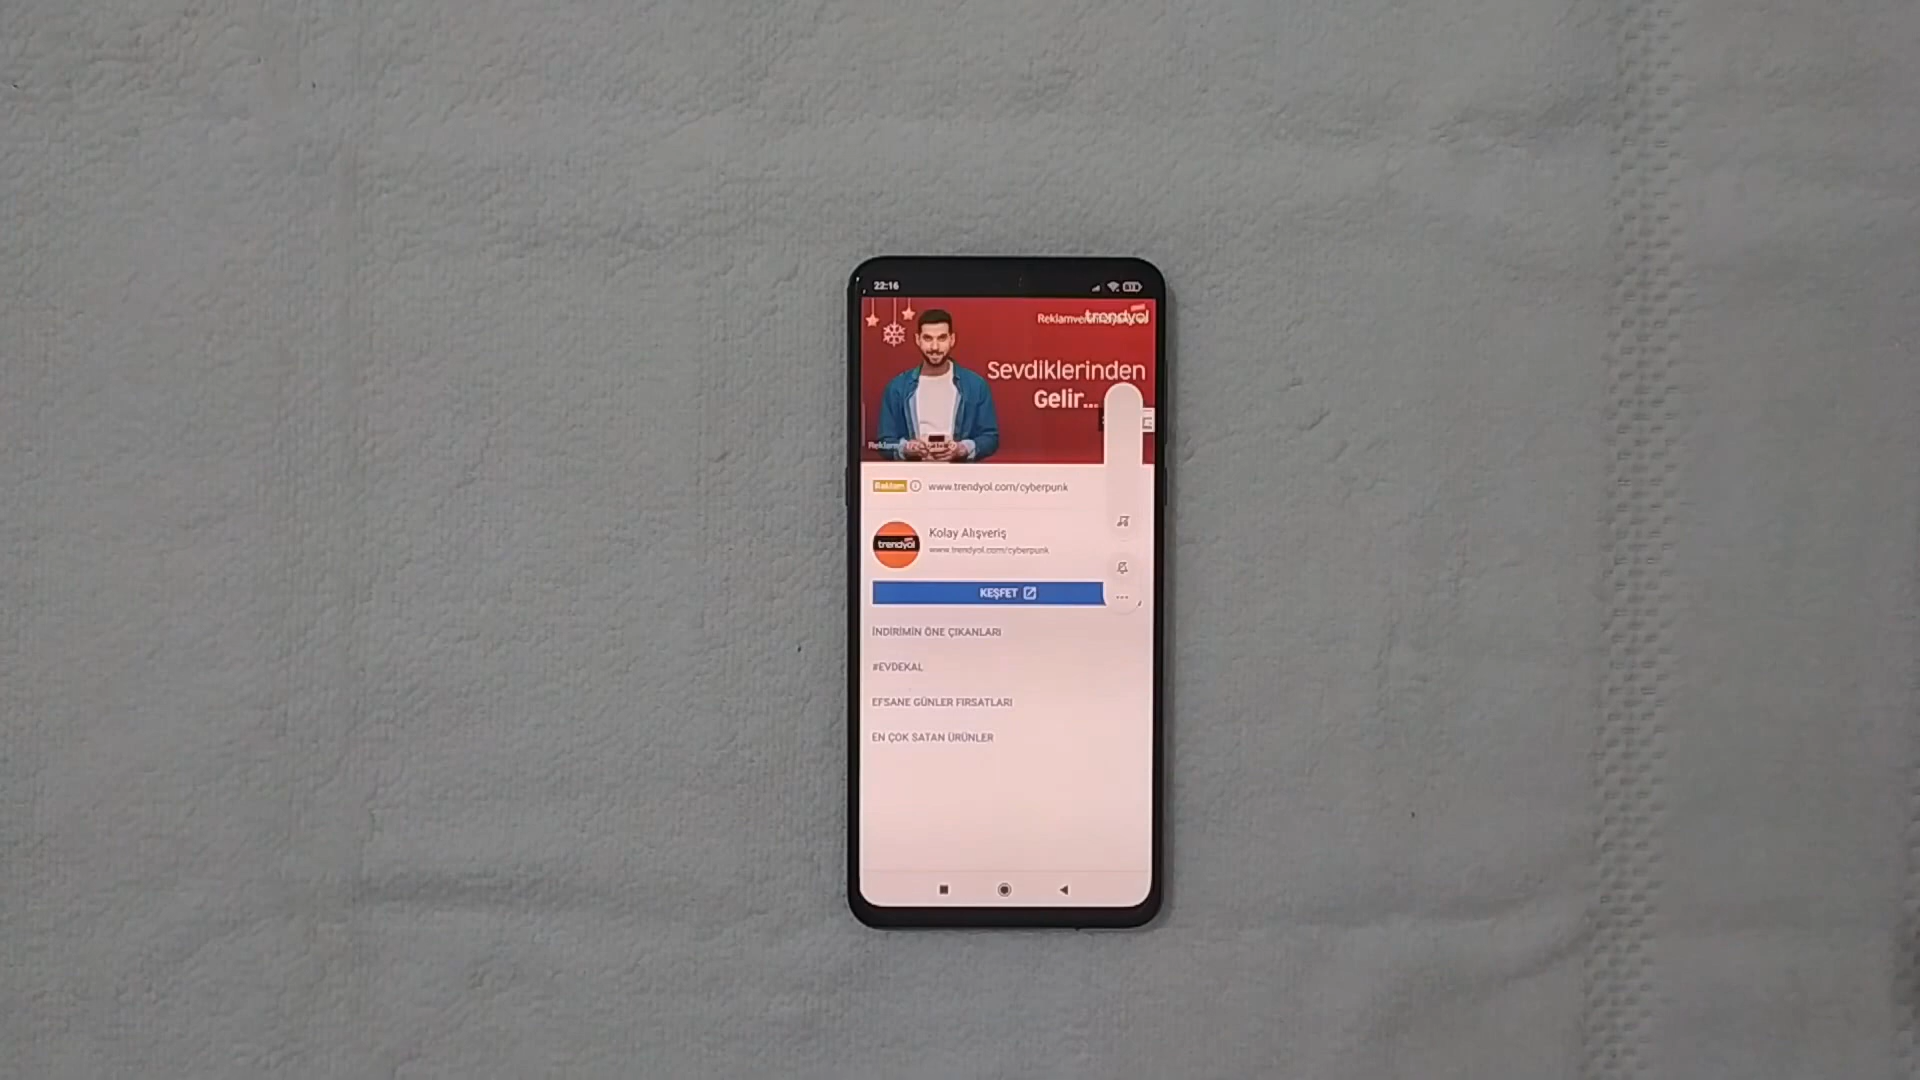 22:16
trendyol
Sevdiklerinden
Gelir...
Reklam www.trendyol.com/cyberpunk
trendyol
Kolay Alışveriş
www.trendyol.com/cyberpunk
KEŞFET
İNDİRİMİN ÖNE ÇIKANLARI
#EVDEKAL
EFSANE GÜNLER FIRSATLARI
EN ÇOK SATAN ÜRÜNLER